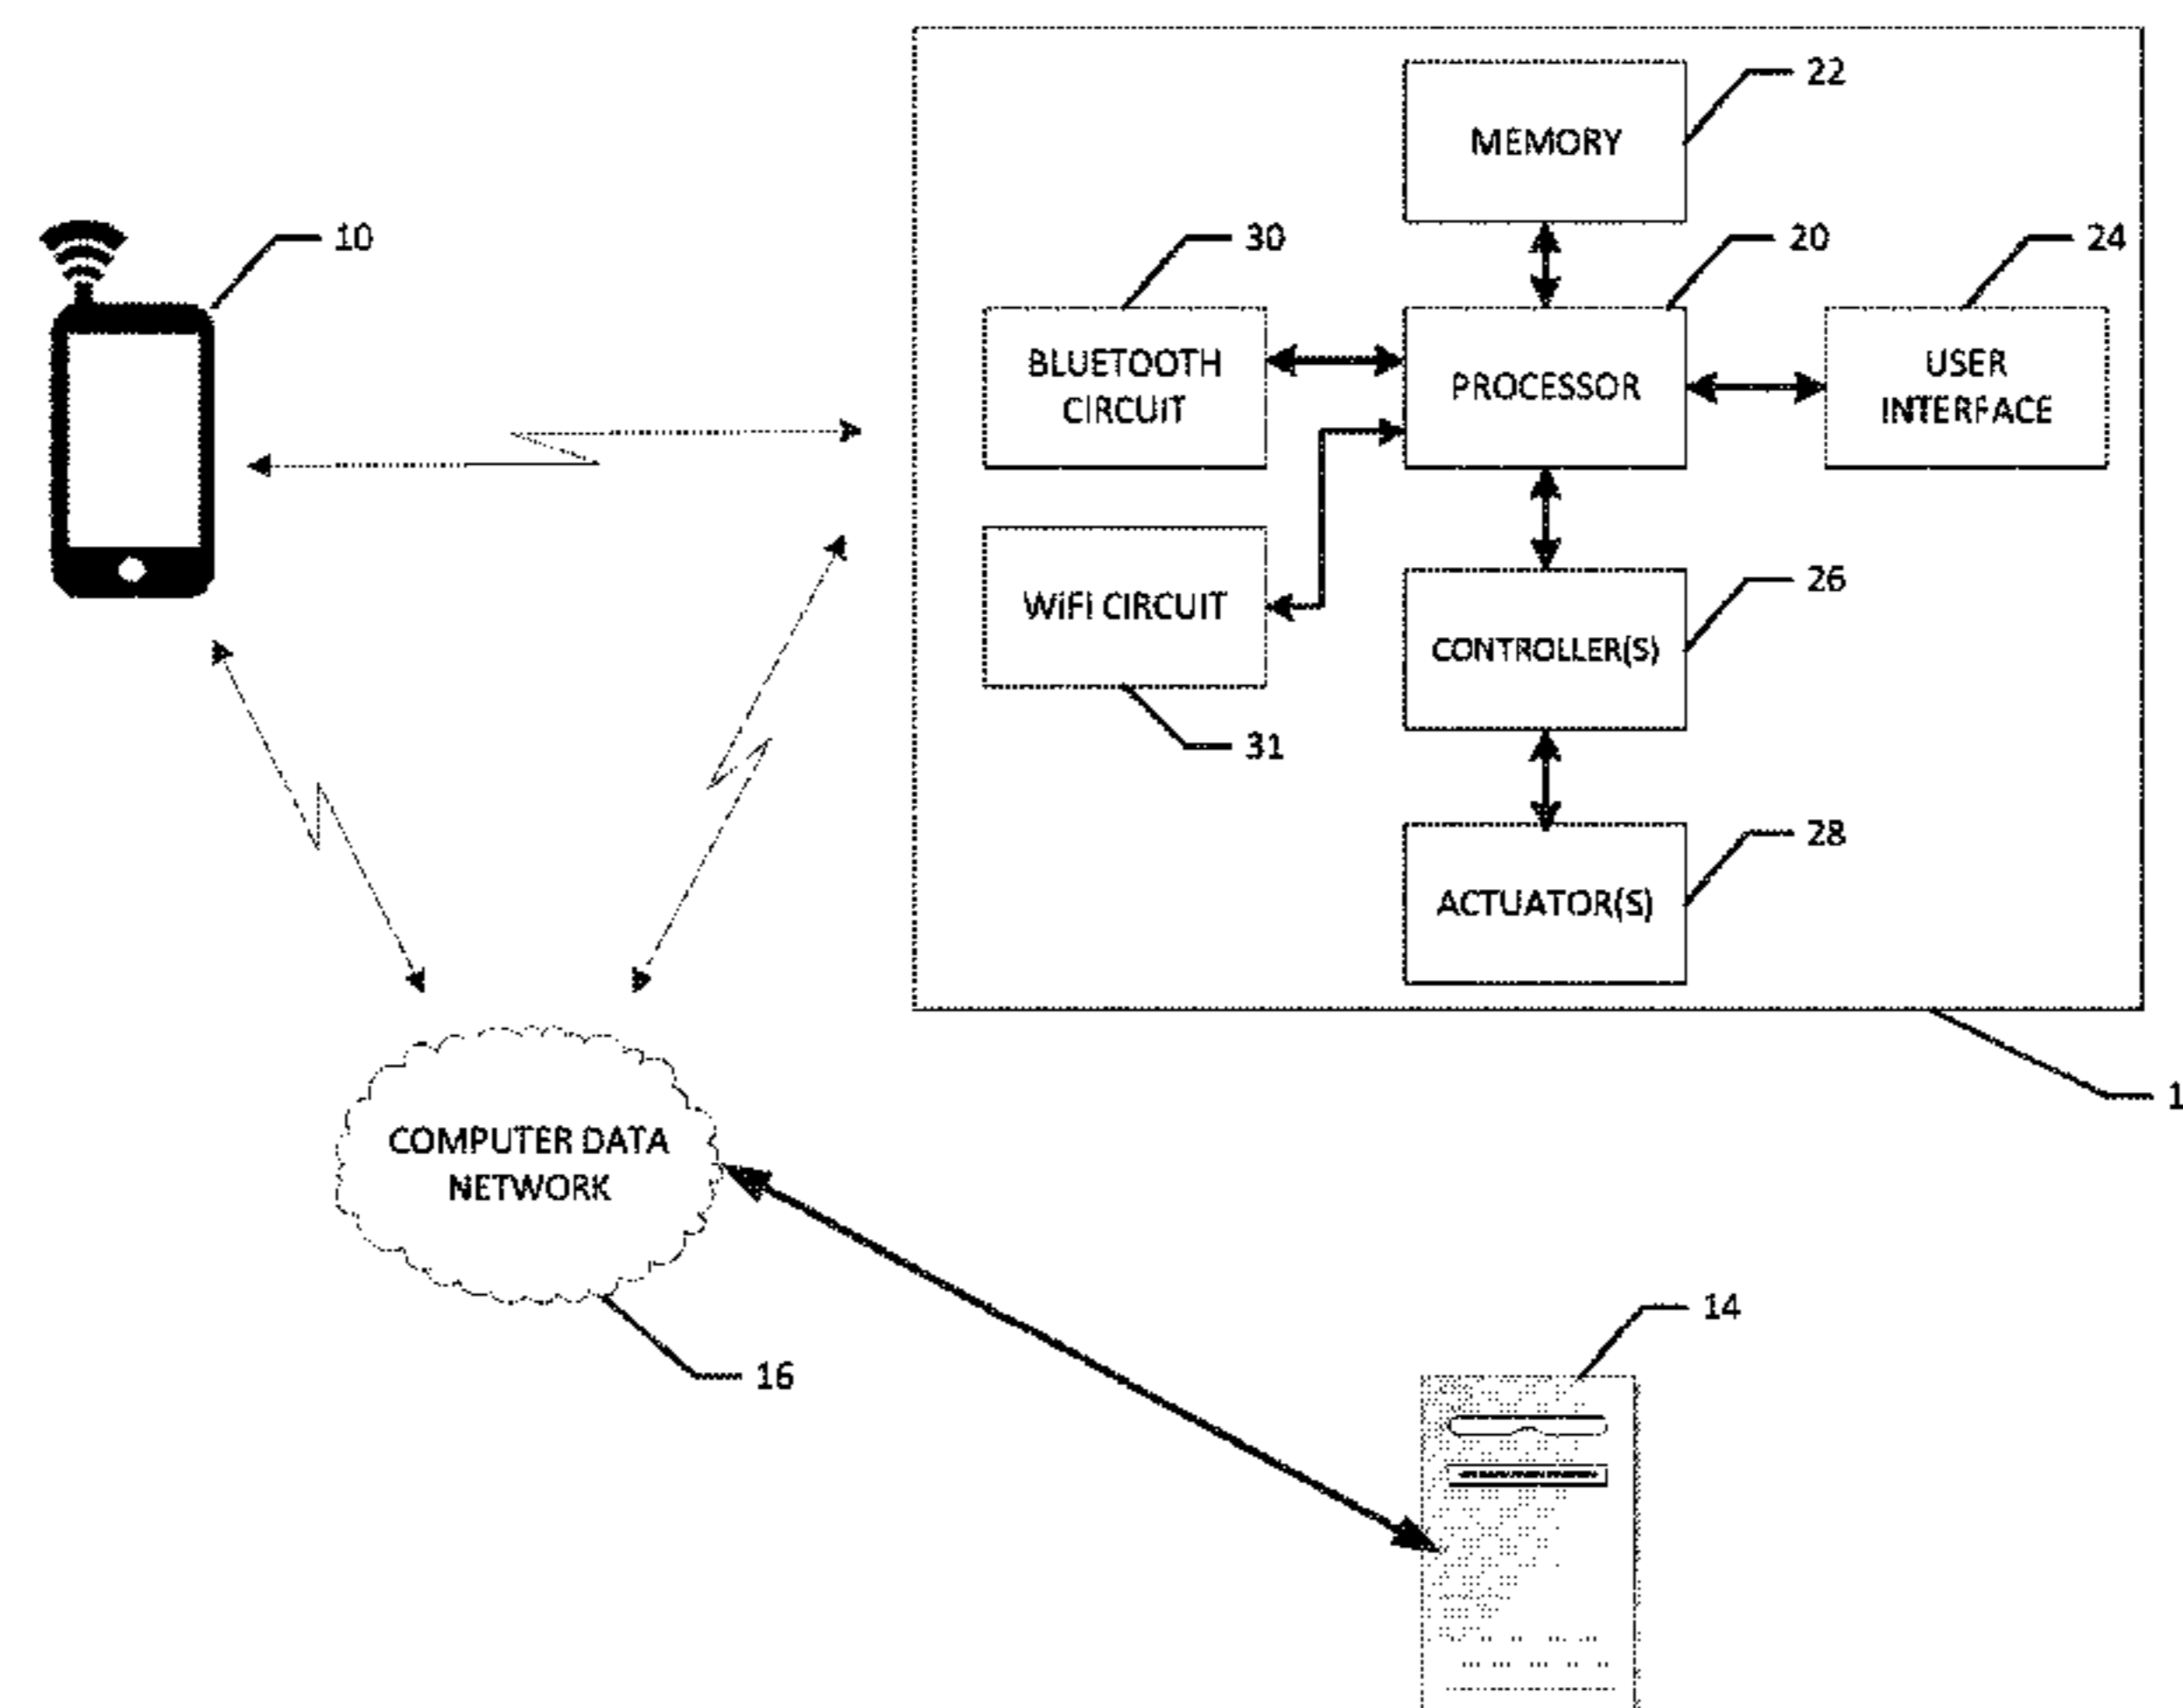 22
MEMORY
10
30
20
24
BLUETOOTH
CIRCUIT
PROCESSOR
USER
INTERFACE
26
WiFi CIRCUIT
CONTROLLER(S)
31
28
ACTUATOR(S)
1
COMPUTER DATA
NETWORK
16
14